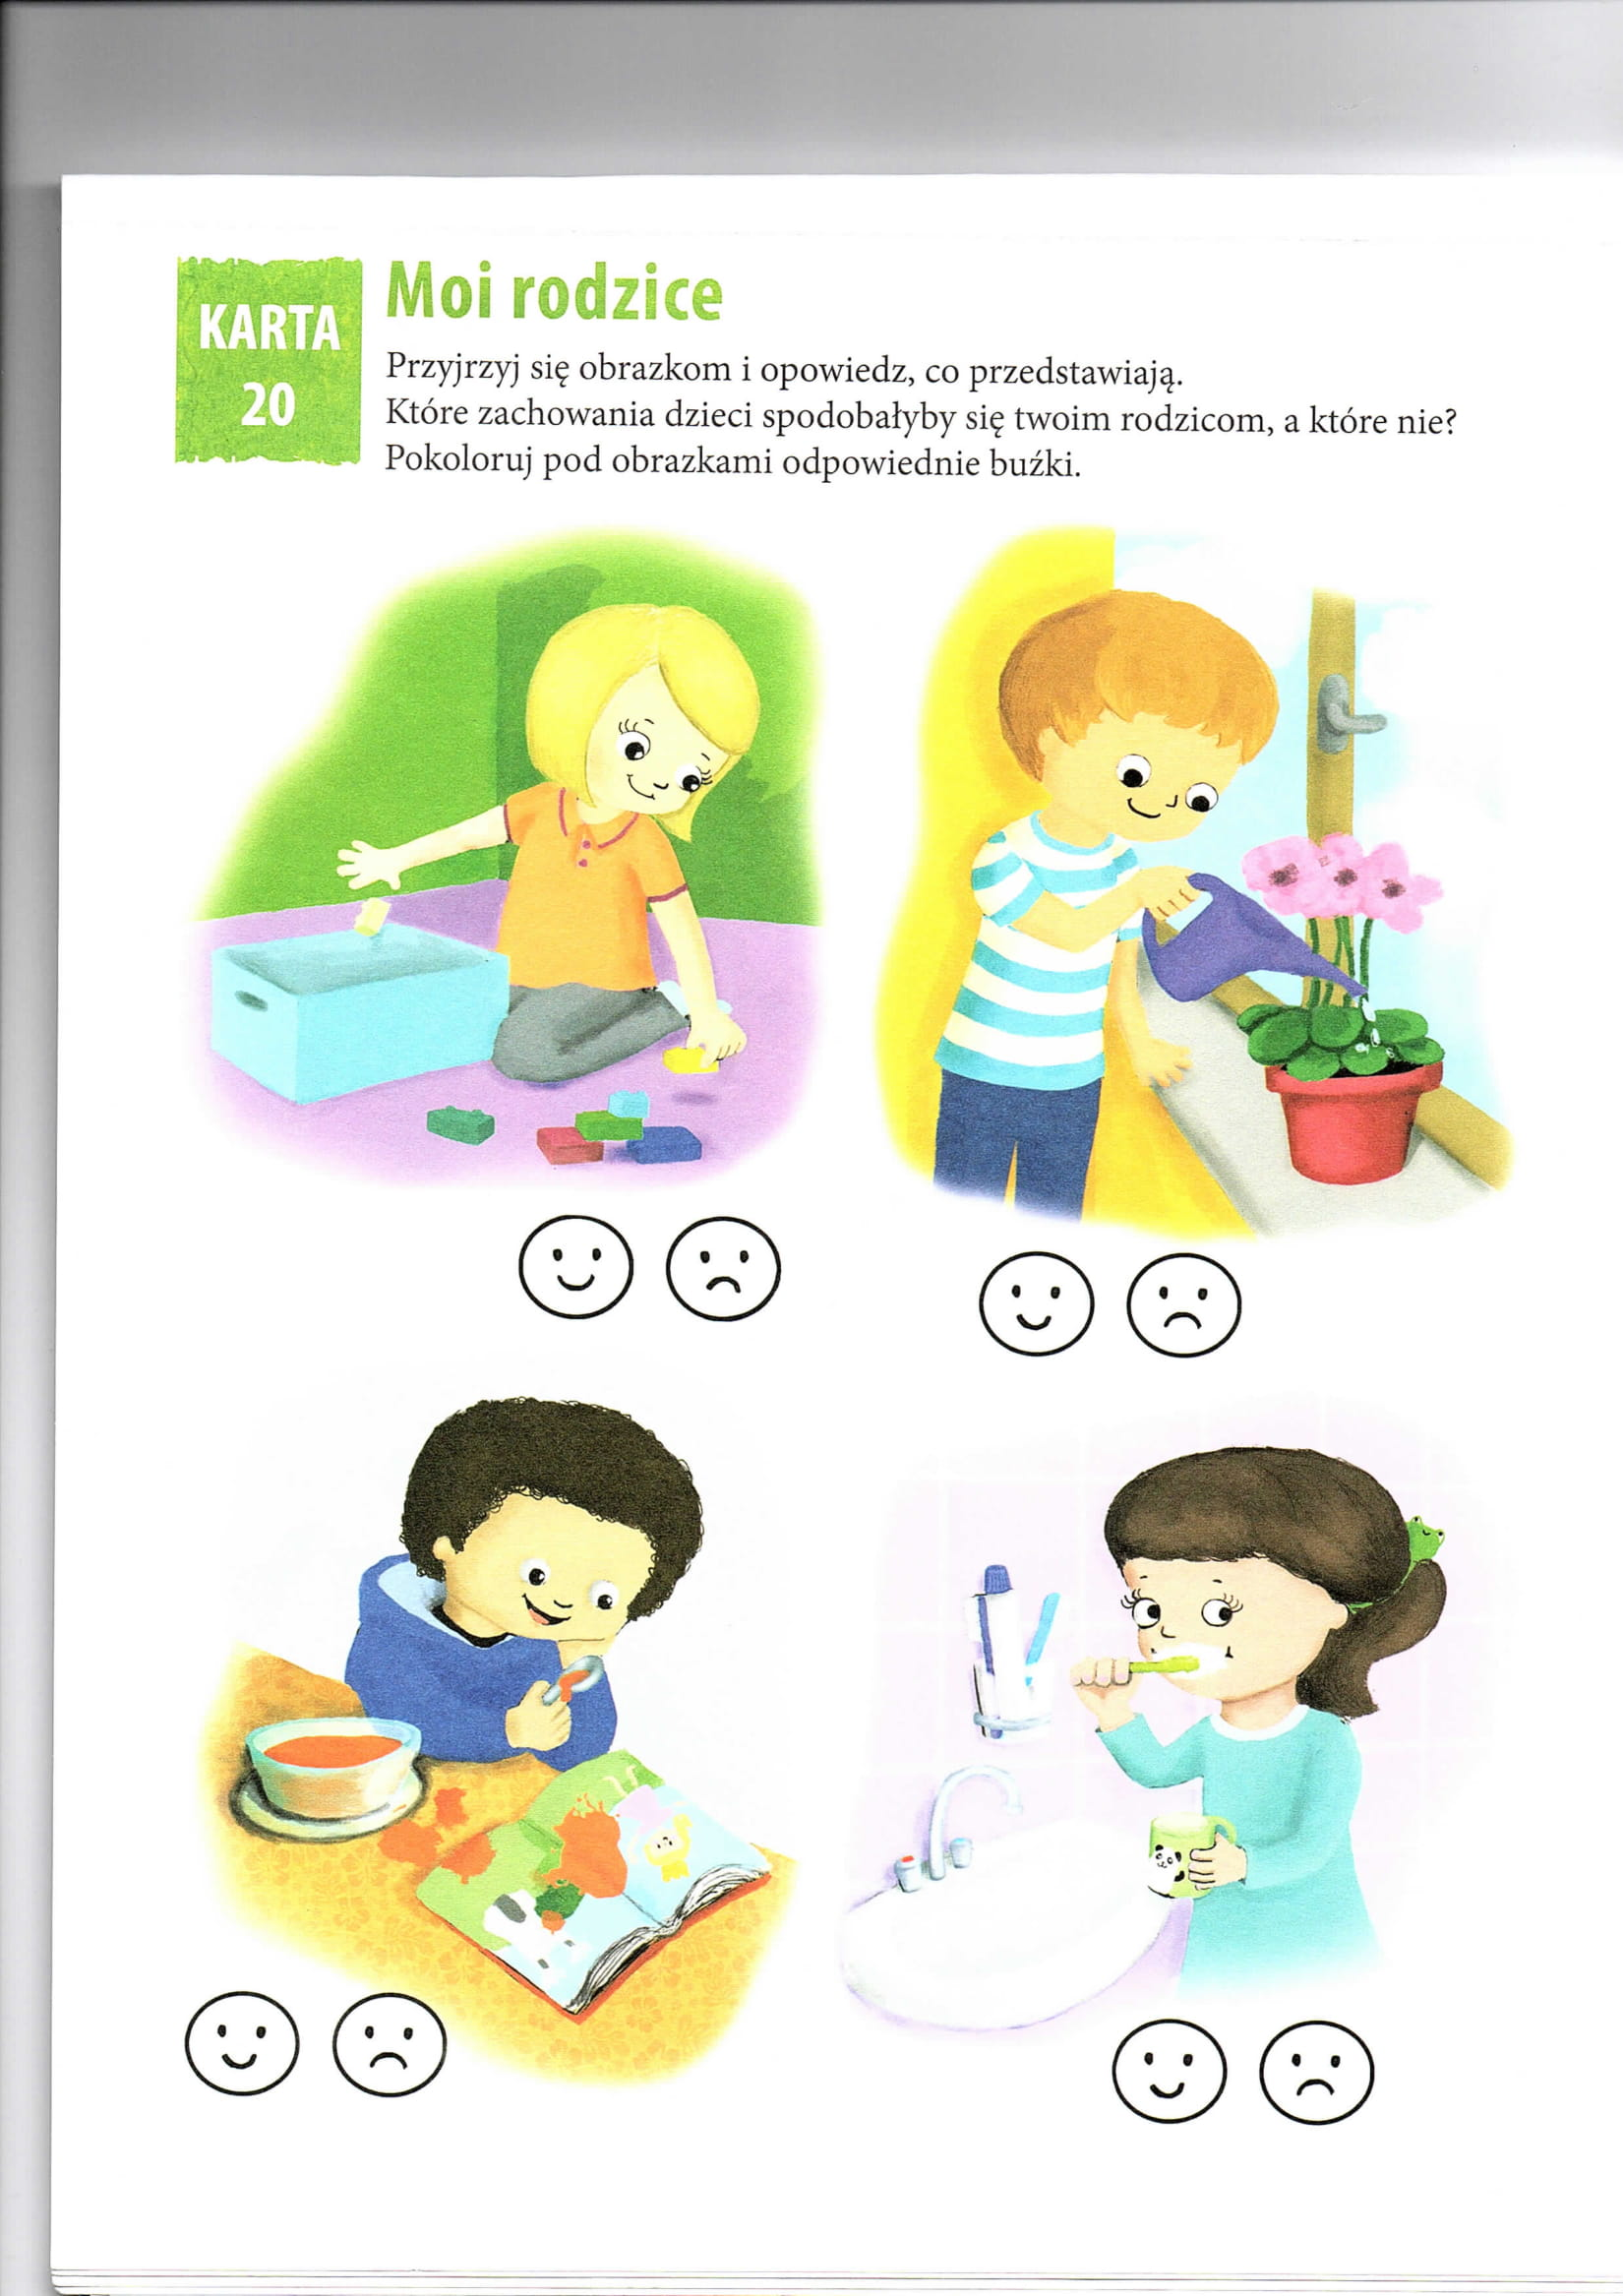 KARTA
20
Moi rodzice
Przyjrzyj się obrazkom i opowiedz, co przedstawiają.
Które zachowania dzieci spodobałyby się twoim rodzicom, a które nie?
Pokoloruj pod obrazkami odpowiednie buźki.